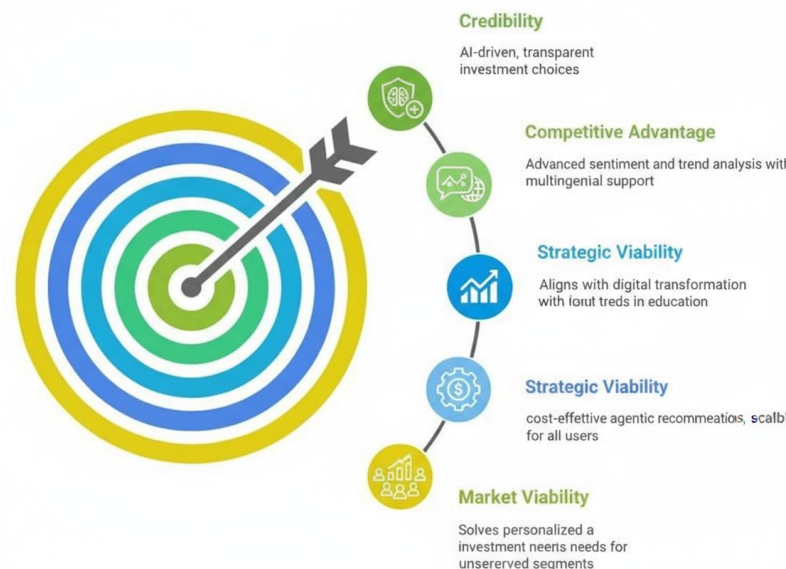 Credibility
AI-driven, transparent
investment choices
Competitive Advantage
Advanced sentiment and trend analysis with
multingenial support
Strategic Viability
Aligns with digital transformation
with treds in education
Strategic Viability
cost-effettive agentic scalb
for all users
Market Viability
Solves personalized a
investment needs for
unsererved segments
$